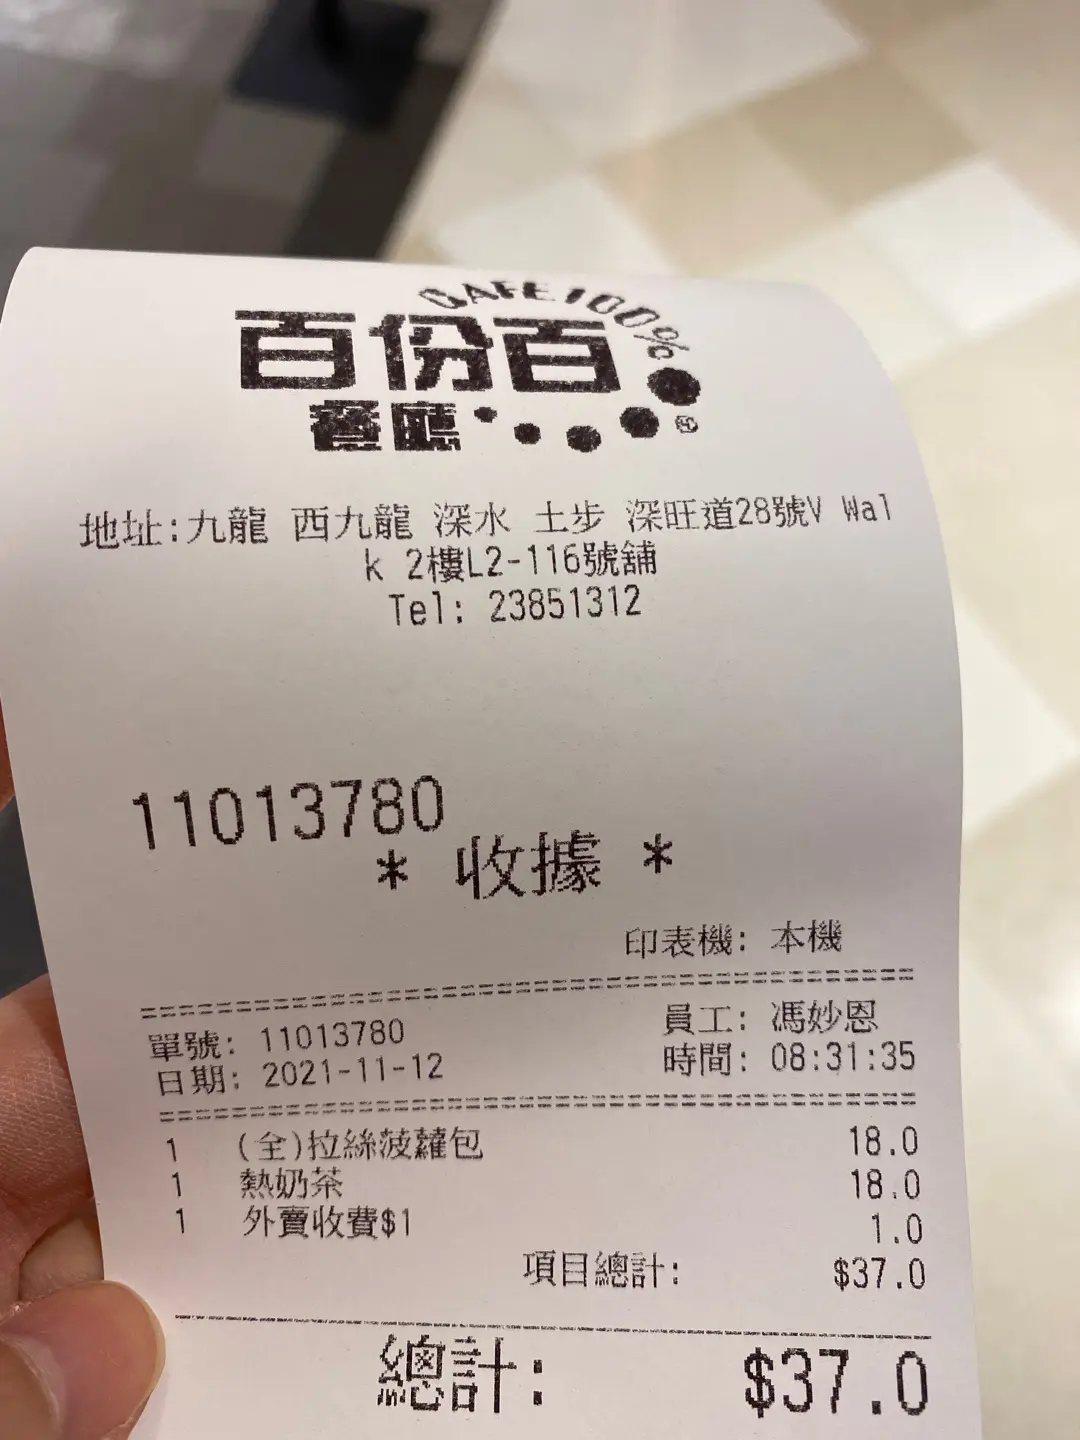 CAFE 100%
百份百
餐廳
地址:九龍 西九龍 深水 土步 深旺道28號V Wal
k 2樓L2-116號舖
Tel: 23851312
11013780
* 收據 *
印表機: 本機
單號: 11013780 員工: 馮妙恩
日期: 2021-11-12 時間: 08:31:35
1 (全)拉絲菠蘿包 18.0
1 熱奶茶 18.0
1 外賣收費$1 1.0
項目總計: $37.0
總計: $37.0